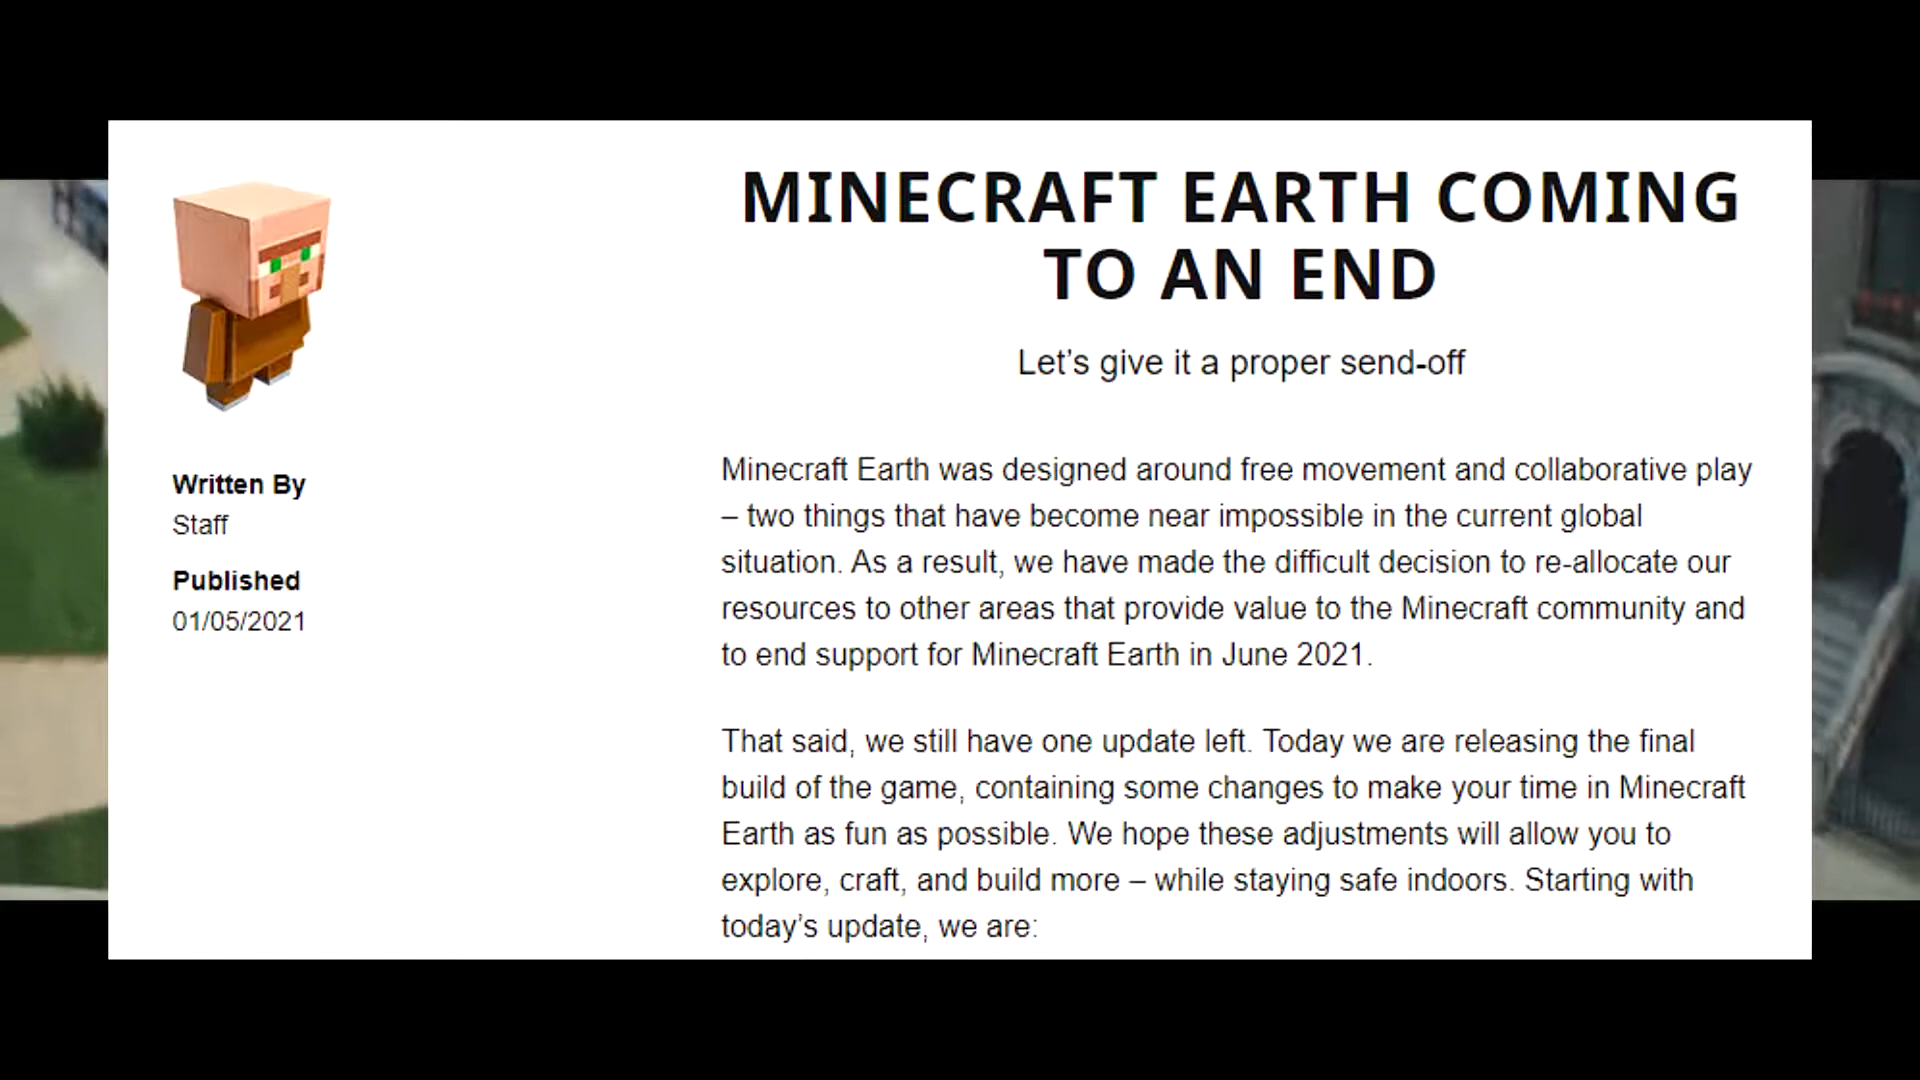 MINECRAFT EARTH COMING
TO AN END
Let’s give it a proper send-off
Written By
Staff
Published
01/05/2021
Minecraft Earth was designed around free movement and collaborative play
– two things that have become near impossible in the current global
situation. As a result, we have made the difficult decision to re-allocate our
resources to other areas that provide value to the Minecraft community and
to end support for Minecraft Earth in June 2021.
That said, we still have one update left. Today we are releasing the final
build of the game, containing some changes to make your time in Minecraft
Earth as fun as possible. We hope these adjustments will allow you to
explore, craft, and build more – while staying safe indoors. Starting with
today’s update, we are: